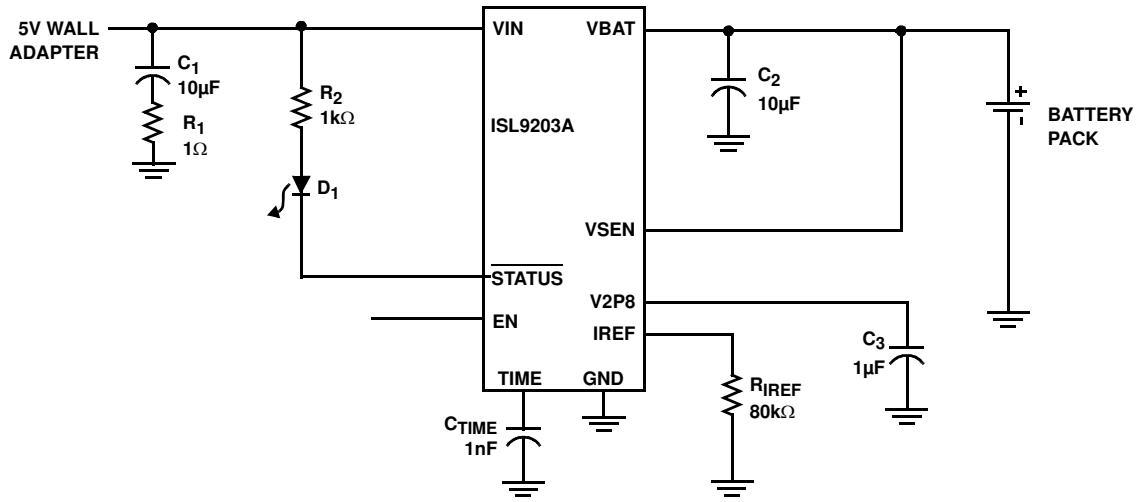 5V WALL
ADAPTER
C1
10µF
R1
1Ω
R2
1kΩ
D1
VIN
VBAT
ISL9203A
VSEN
STATUS
V2P8
EN
IREF
TIME
GND
CTIME
1nF
C2
10µF
+
-
BATTERY
PACK
C3
1µF
RIREF
80kΩ